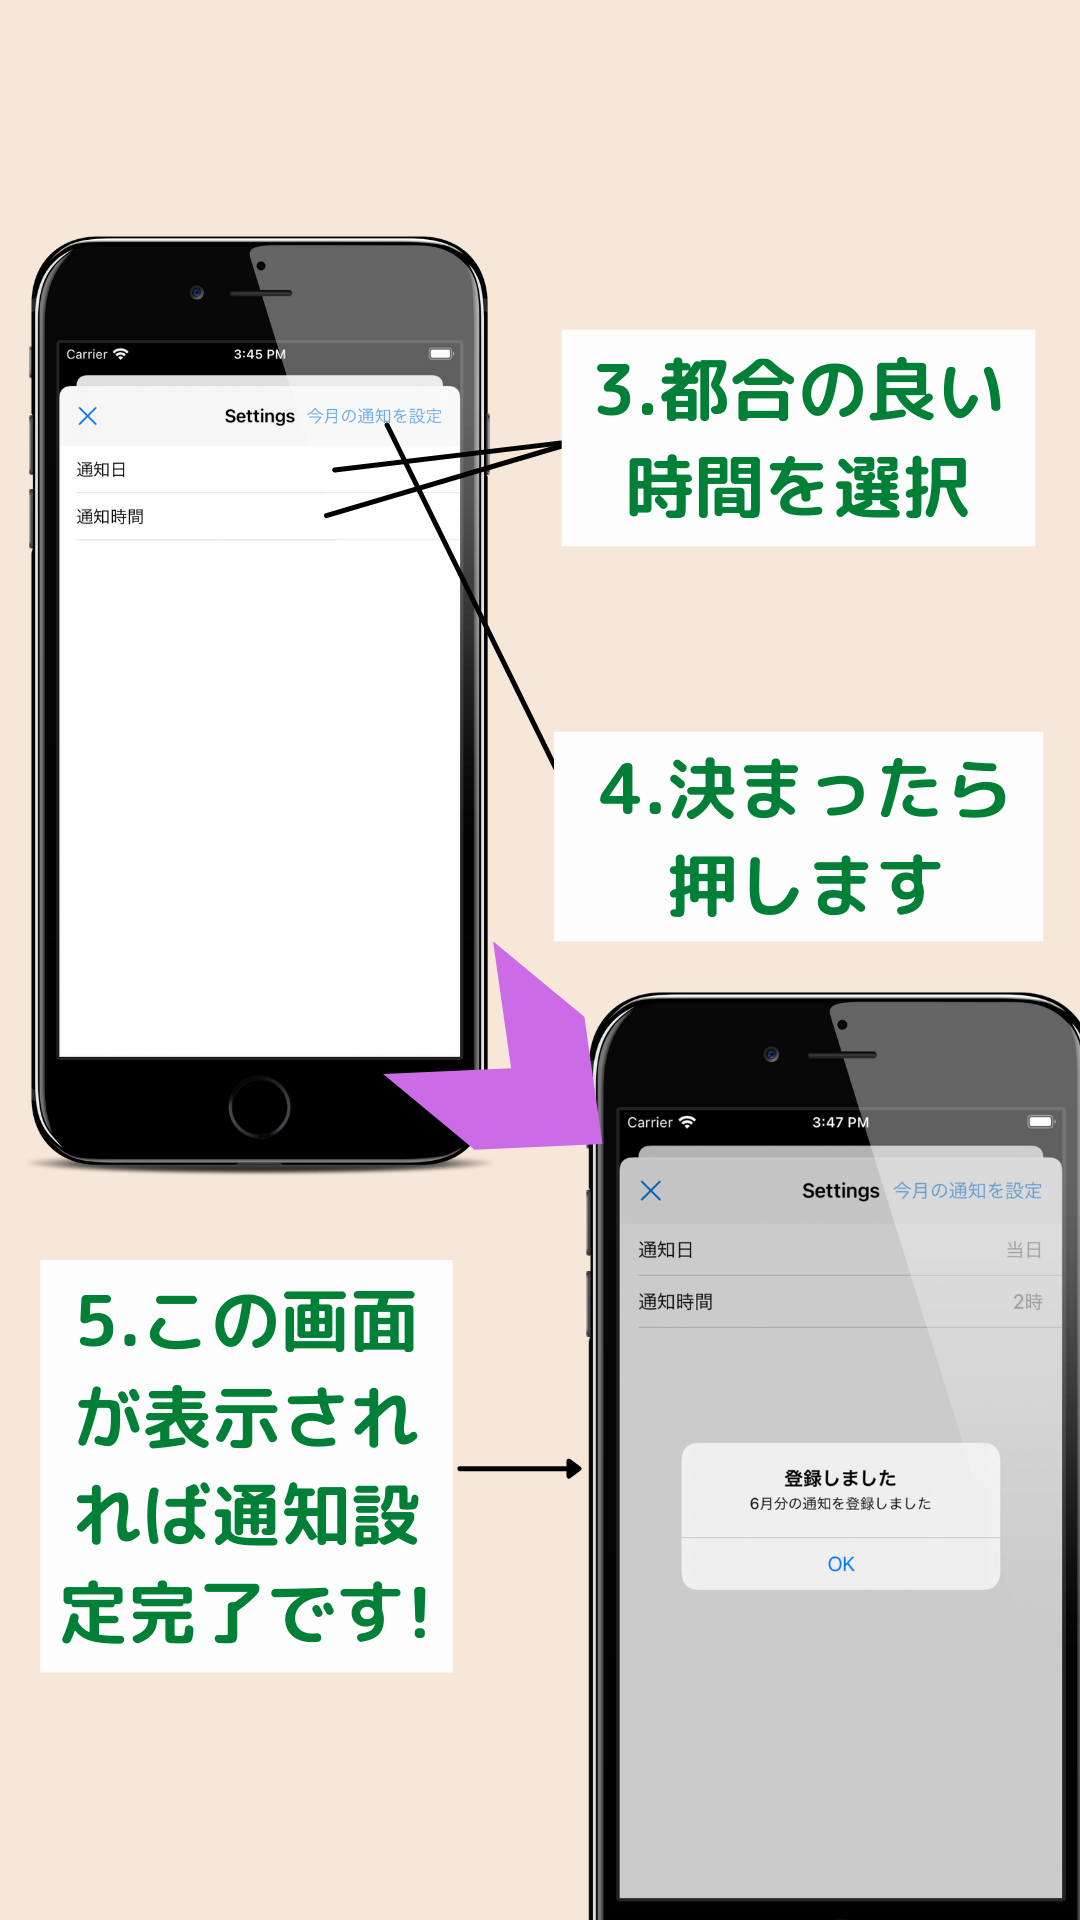 Carrier 3:45 PM
Settings 今月の通知を設定
通知日
通知時間
3.都合の良い
時間を選択
4.決まったら
押します
Carrier 3:47 PM
Settings 今月の通知を設定
通知日 当日
通知時間 2時
登録しました
6月分の通知を登録しました
OK
5.この画面
が表示され
れば通知設
定完了です!